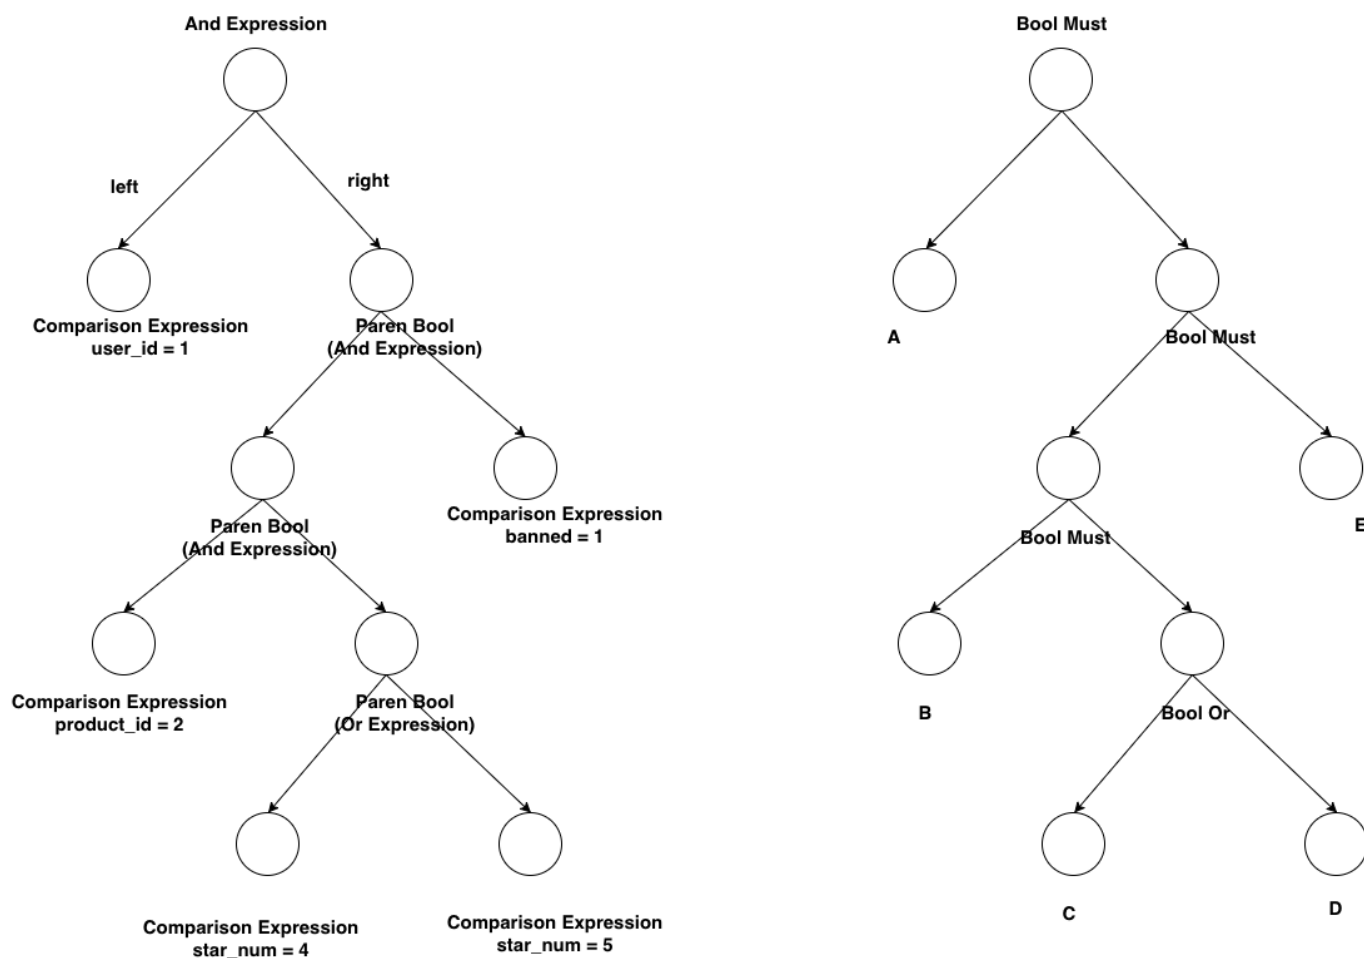 And Expression
Bool Must
left
right
Comparison Expression
user_id = 1
Paren Bool
(And Expression)
A
Bool Must
Paren Bool
(And Expression)
Comparison Expression
banned = 1
Bool Must
E
Comparison Expression
product_id = 2
Paren Bool
(Or Expression)
B
Bool Or
Comparison Expression
star_num = 4
Comparison Expression
star_num = 5
C
D